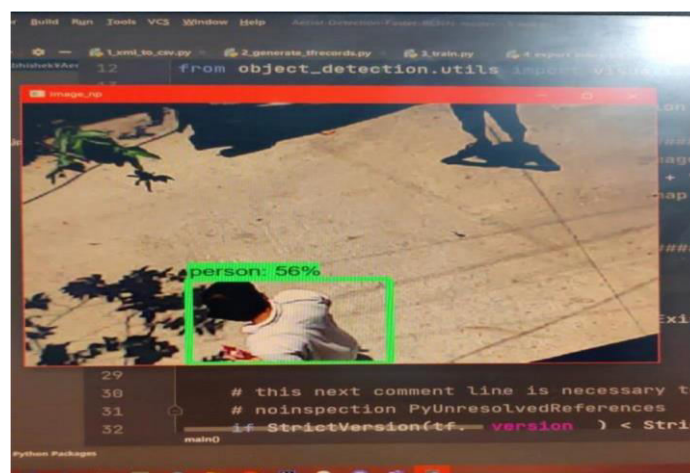 Build Run Tools VCS Window Help
1_xml_to_csv.py 2_generate_tfrecords.py 3_train.py
12 from object_detection.utils import
image_np
person: 56%
29
30 # this next comment line is necessary t
31 # noinspection PyUnresolvedReferences
32 if StrictVersion(tf. version ) < Stri
main()
Python Packages